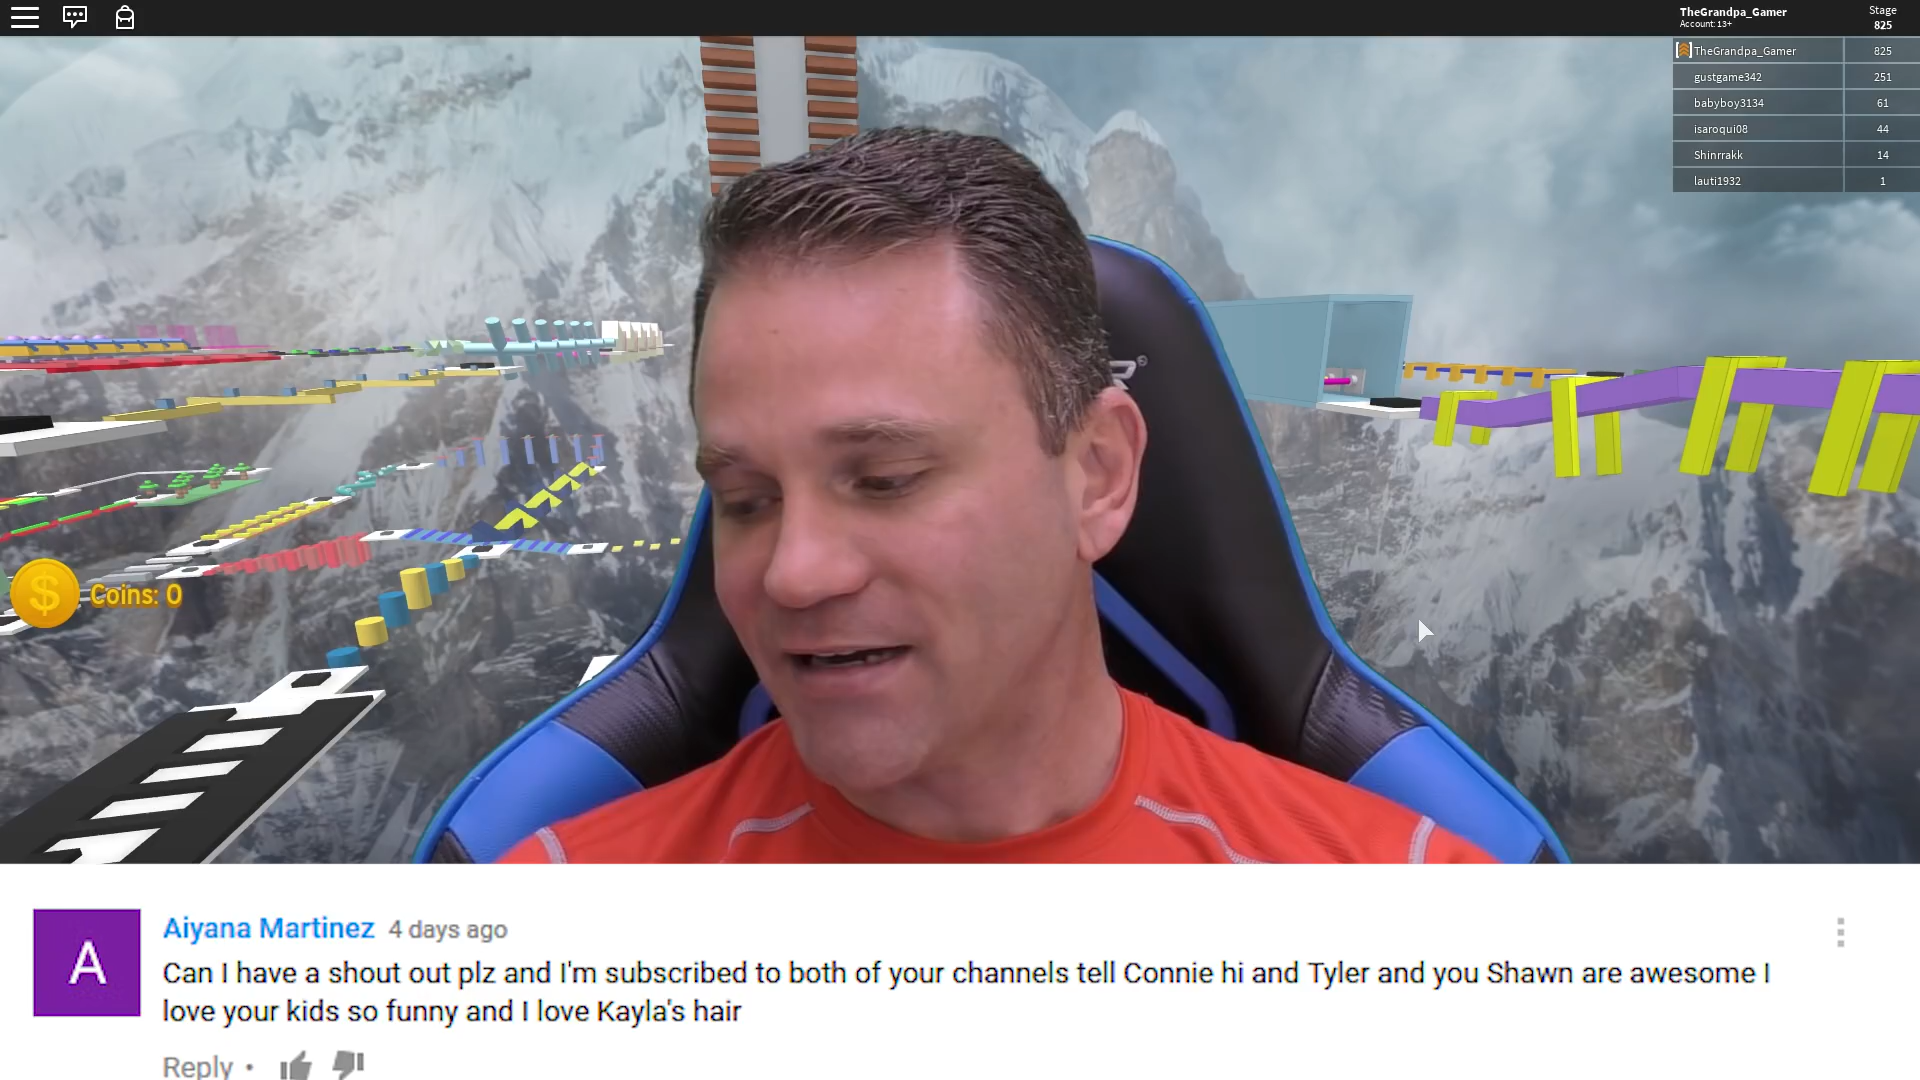 TheGrandpa_Gamer
Account: 13+
Stage
825
TheGrandpa_Gamer 825
gustgame342 251
babyboy3134 61
isaroqui08 44
Shinrrakk 14
lauti1932 1
R®
$
Coins: 0
A
Aiyana Martinez 4 days ago
Can I have a shout out plz and I'm subscribed to both of your channels tell Connie hi and Tyler and you Shawn are awesome I
love your kids so funny and I love Kayla's hair
Reply •